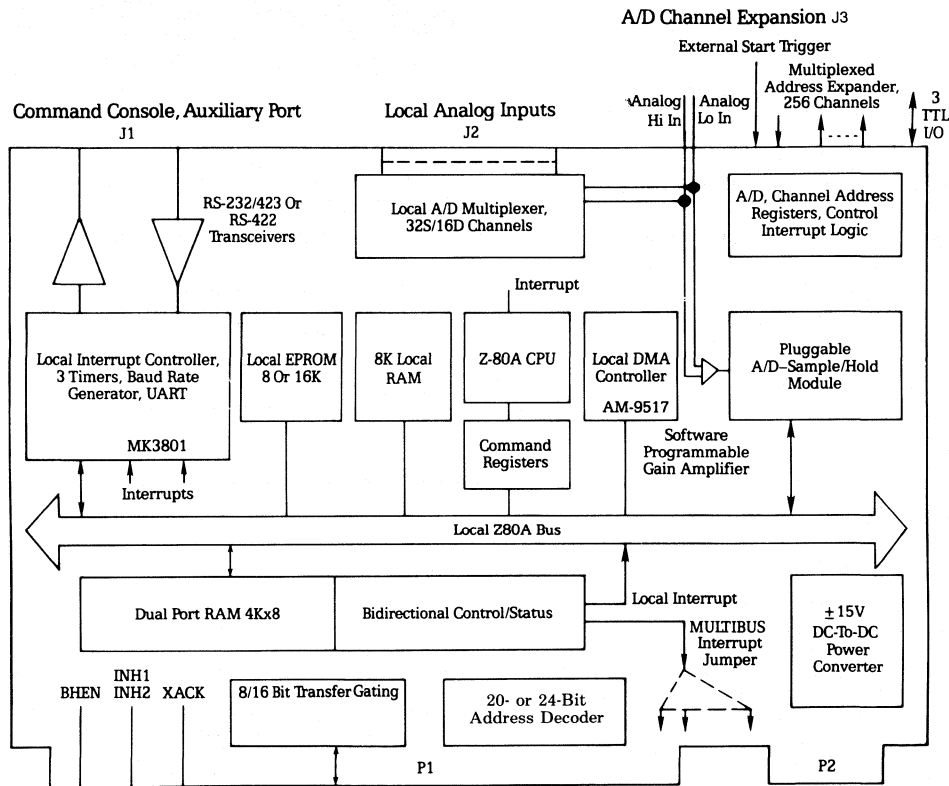 A/D Channel Expansion J3
External Start Trigger
Multiplexed
Address Expander,
256 Channels
3
TTL
I/O
Analog
Hi In
Analog
Lo In
Command Console, Auxiliary Port
J1
Local Analog Inputs
J2
RS-232/423 Or
RS-422
Transceivers
Local A/D Multiplexer,
32S/16D Channels
A/D, Channel Address
Registers, Control
Interrupt Logic
Interrupt
Local Interrupt Controller,
3 Timers, Baud Rate
Generator, UART
MK3801
Local EPROM
8 Or 16K
8K Local
RAM
Z-80A CPU
Local DMA
Controller
AM-9517
Pluggable
A/D–Sample/Hold
Module
Command
Registers
Software
Programmable
Gain Amplifier
Interrupts
Local Z80A Bus
Dual Port RAM 4Kx8
Bidirectional Control/Status
Local Interrupt
MULTIBUS
Interrupt
Jumper
±15V
DC-To-DC
Power
Converter
BHEN
INH1
INH2
XACK
8/16 Bit Transfer Gating
20- or 24-Bit
Address Decoder
P1
P2